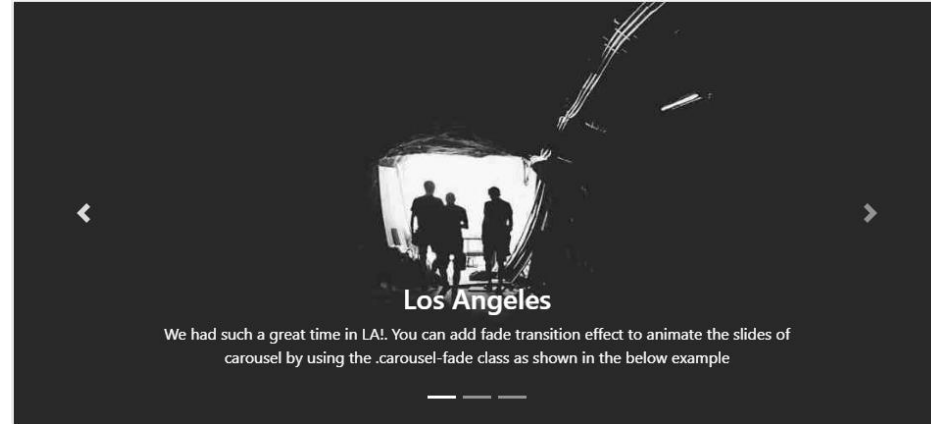 Los Angeles
We had such a great time in LA!. You can add fade transition effect to animate the slides of
carousel by using the .carousel-fade class as shown in the below example